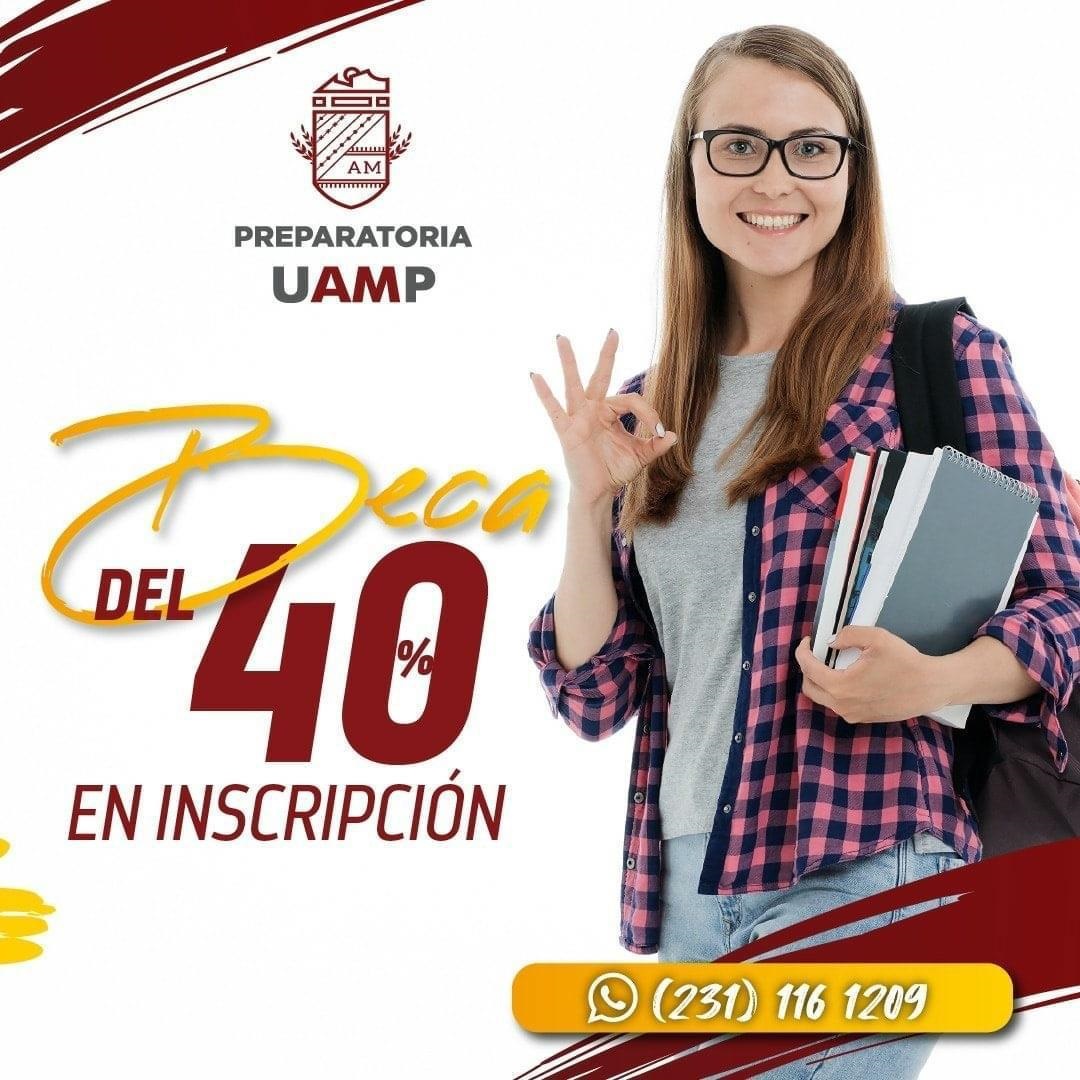 AM
PREPARATORIA
UAMP
Beca
DEL 40%
EN INSCRIPCIÓN
(231) 116 1209